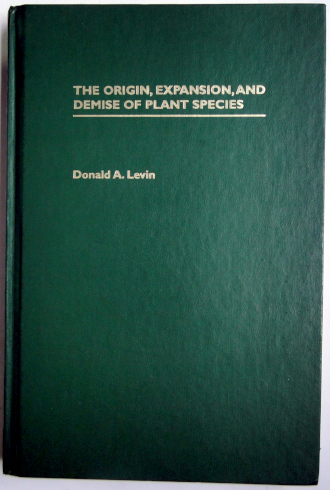 THE ORIGIN, EXPANSION, AND
DEMISE OF PLANT SPECIES
Donald A. Levin